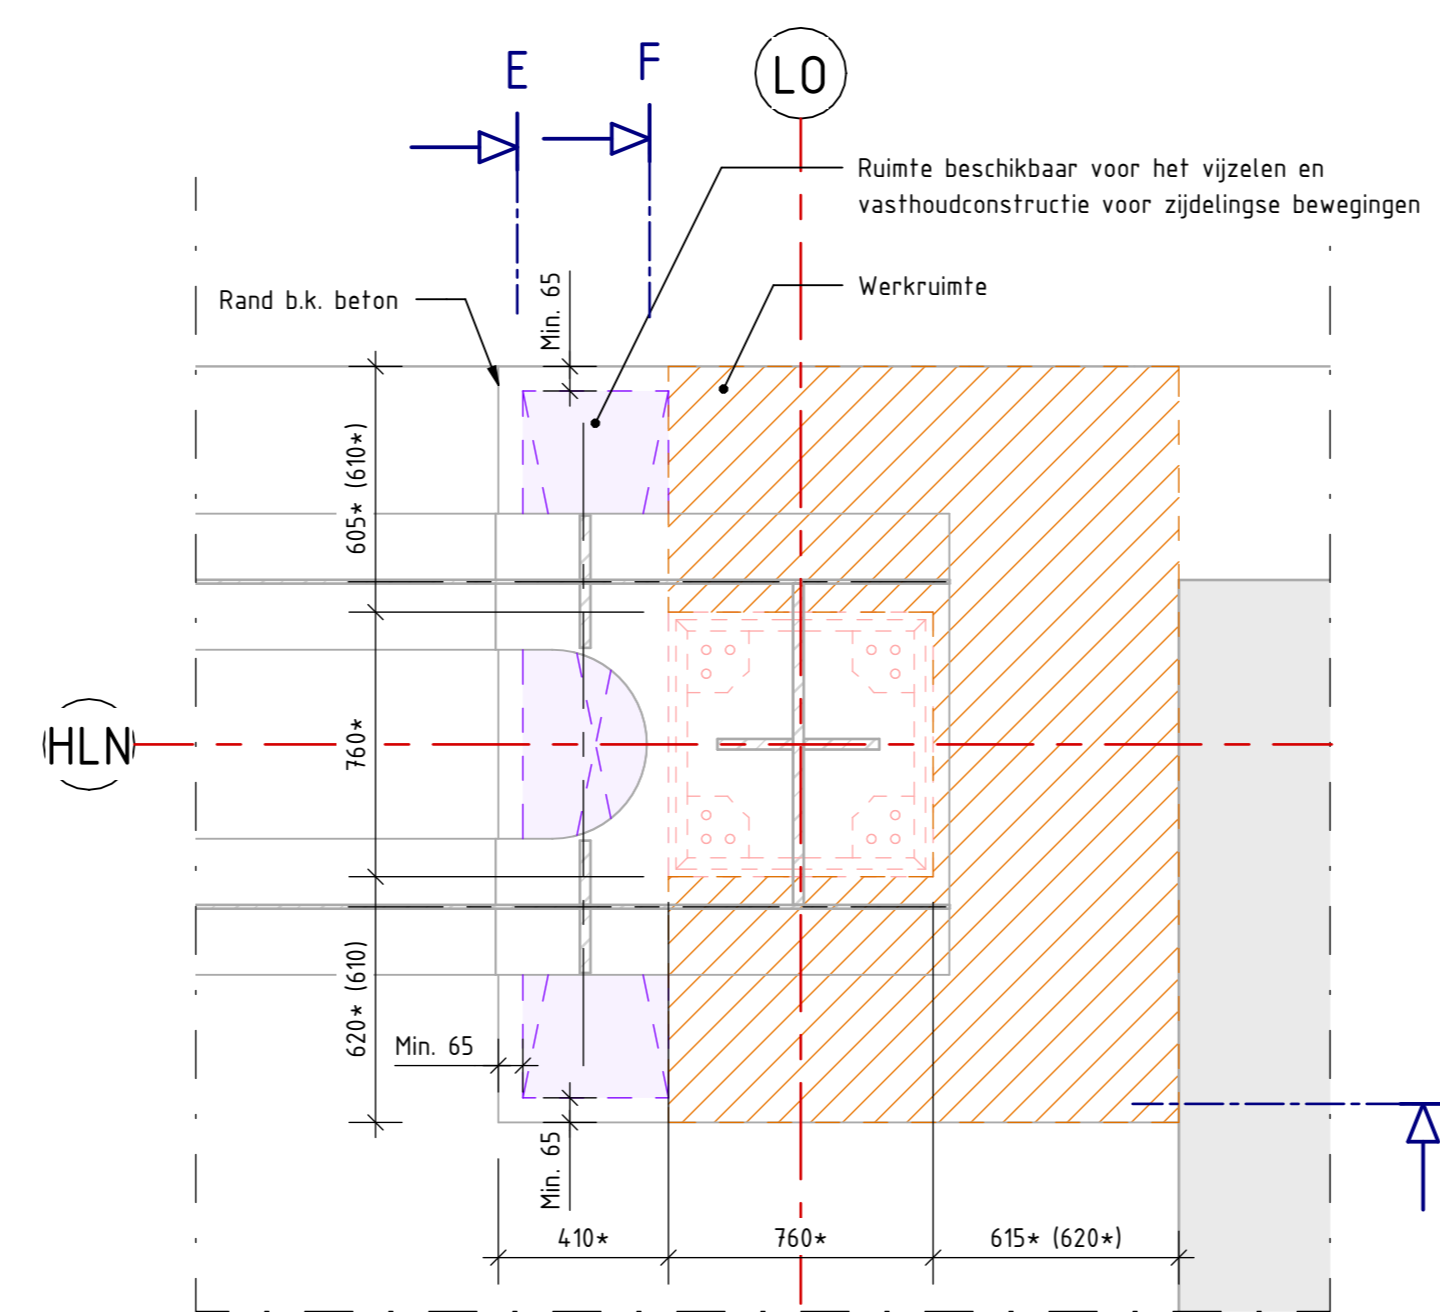 E
F
LO
Ruimte beschikbaar voor het vijzelen en
vasthoudconstructie voor zijdelingse bewegingen
Werkruimte
Rand b.k. beton
Min. 65
605* (610*)
HLN
760*
620* (610)
Min. 65
Min. 65
410*
760*
615* (620*)